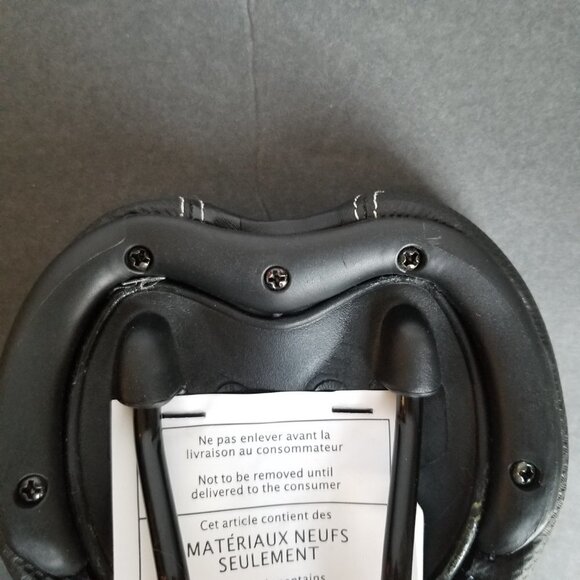 Ne pas enlever avant la
livraison au consommateur
Not to be removed until
delivered to the consumer
Cet article contient des
MATÉRIAUX NEUFS
SEULEMENT
contains